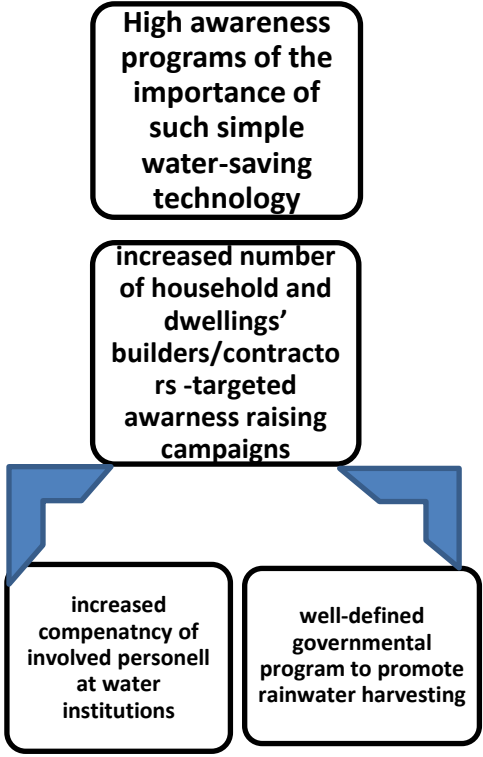 High awareness
programs of the
importance of
such simple
water-saving
technology
increased number
of household and
dwellings’
builders/contracto
rs -targeted
awarness raising
campaigns
increased
compenatncy of
involved personell
at water
institutions
well-defined
governmental
program to promote
rainwater harvesting